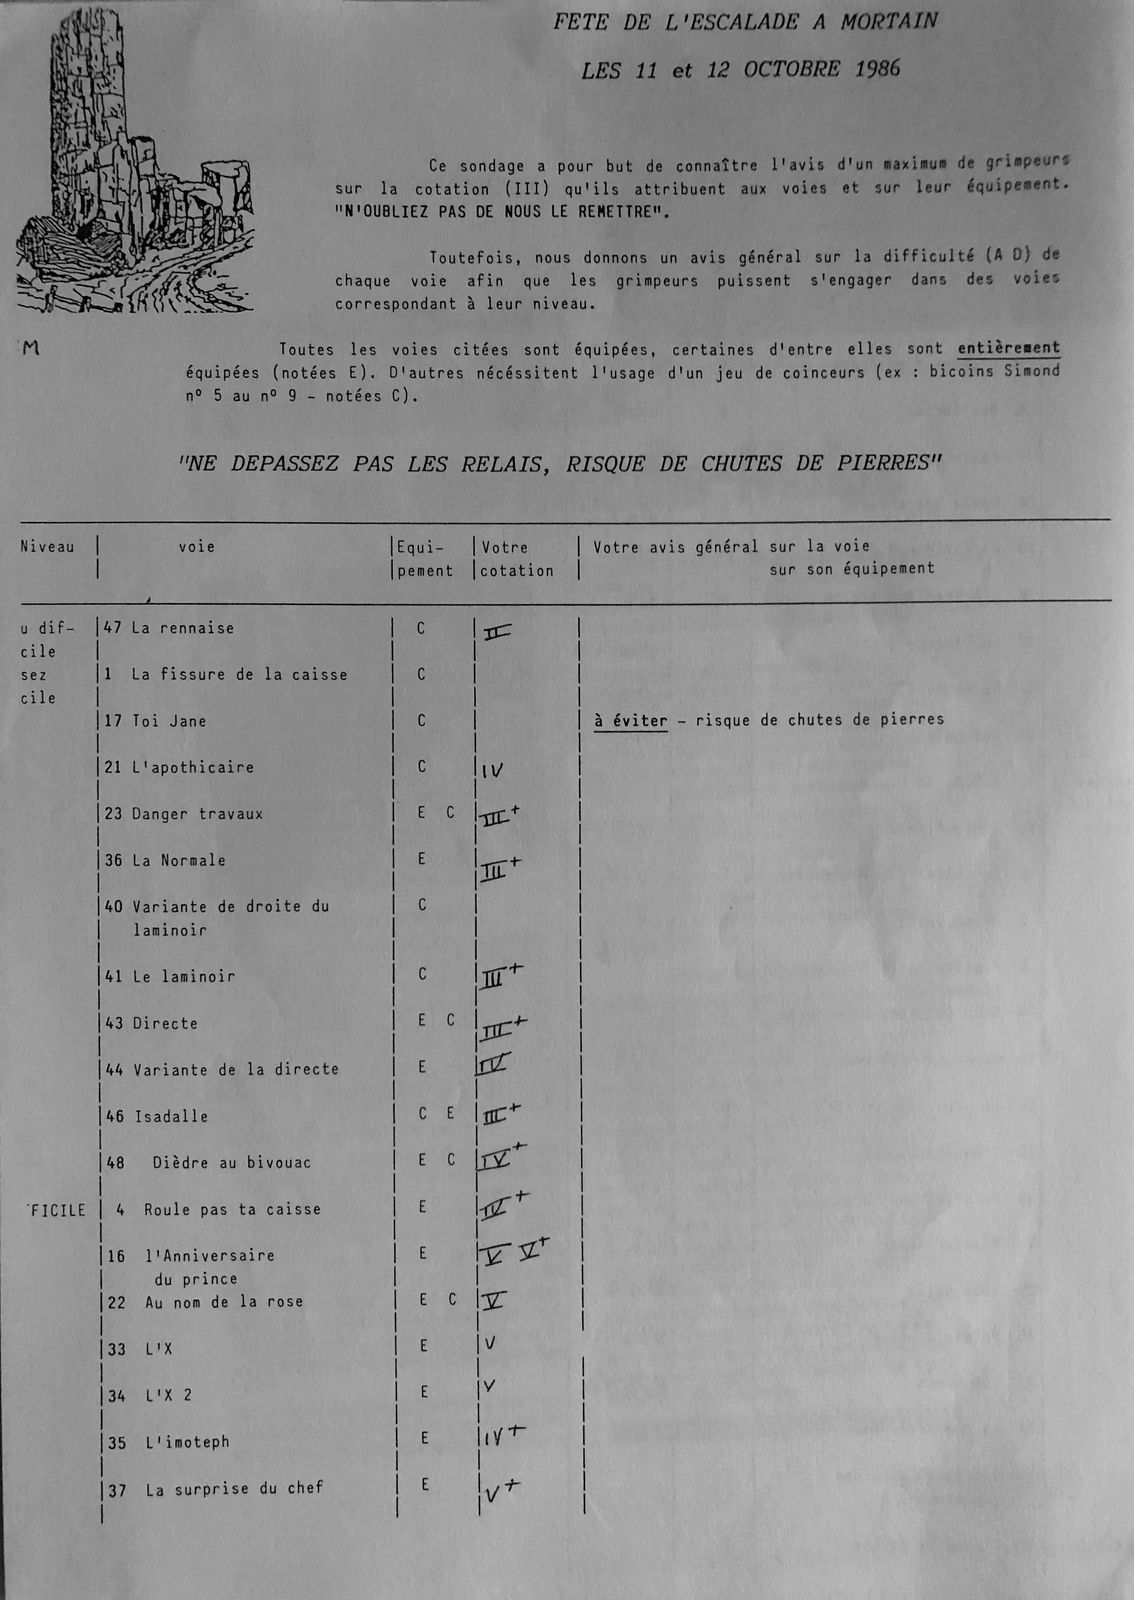 FETE DE L'ESCALADE A MORTAIN
LES 11 et 12 OCTOBRE 1986
Ce sondage a pour but de connaître l'avis d'un maximum de grimpeurs
sur la cotation (III) qu'ils attribuent aux voies et sur leur équipement.
"N'OUBLIEZ PAS DE NOUS LE REMETTRE".
Toutefois, nous donnons un avis général sur la difficulté (A D) de
chaque voie afin que les grimpeurs puissent s'engager dans des voies
correspondant à leur niveau.
M
Toutes les voies citées sont équipées, certaines d'entre elles sont entièrement
équipées (notées E). D'autres nécéssitent l'usage d'un jeu de coinceurs (ex : bicoins Simond
n° 5 au n° 9 - notées C).
"NE DEPASSEZ PAS LES RELAIS, RISQUE DE CHUTES DE PIERRES"
Niveau | voie | Equi- | Votre | Votre avis général sur la voie
pement | cotation | sur son équipement
u dif- | 47 La rennaise | C | II
cile
sez | 1 La fissure de la caisse | C
cile
17 Toi Jane | C | | à éviter - risque de chutes de pierres
21 L'apothicaire | C | IV
23 Danger travaux | E C | III+
36 La Normale | E | III+
40 Variante de droite du | C
laminoir
41 Le laminoir | C | III+
43 Directe | E C | III+
44 Variante de la directe | E | IV
46 Isadalle | C E | III+
48 Dièdre au bivouac | E C | IV+
FICILE | 4 Roule pas ta caisse | E | IV+
16 l'Anniversaire | E | V V+
du prince
22 Au nom de la rose | E C | V
33 L'X | E | V
34 L'X 2 | E | V
35 L'imoteph | E | IV+
37 La surprise du chef | E | V+